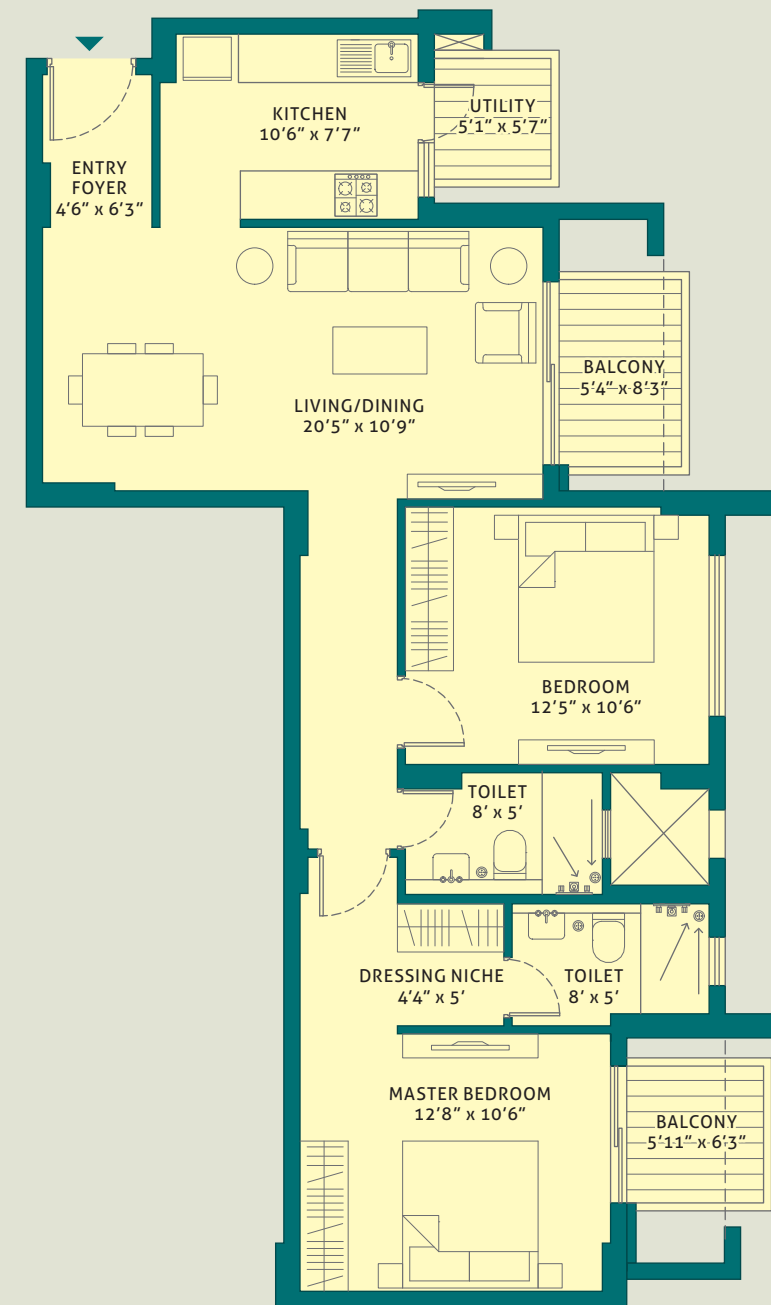 KITCHEN
10'6" x 7'7"
UTILITY
5'1" x 5'7"
ENTRY
FOYER
4'6" x 6'3"
BALCONY
5'4" x 8'3"
LIVING/DINING
20'5" x 10'9"
BEDROOM
12'5" x 10'6"
TOILET
8' x 5'
DRESSING NICHE
4'4" x 5'
TOILET
8' x 5'
MASTER BEDROOM
12'8" x 10'6"
BALCONY
5'11" x 6'3"